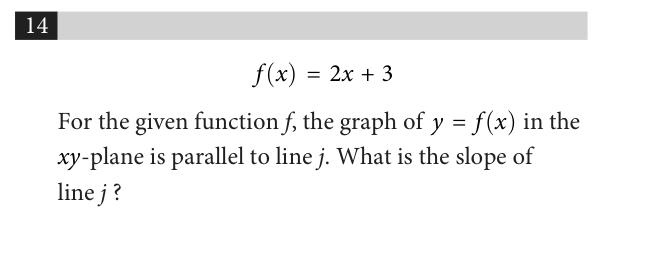 14
f(x) = 2x + 3
For the given function f, the graph of y = f(x) in the
xy-plane is parallel to line j. What is the slope of
line j ?